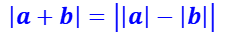 |a + b| = ||a| − |b||